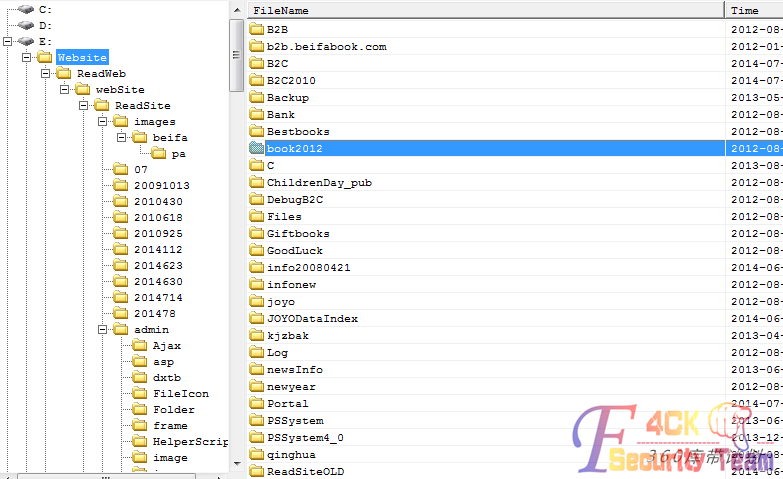 C:
D:
E:
Website
ReadWeb
webSite
ReadSite
images
beifa
pa
07
20091013
2010430
2010618
2010925
2014112
2014623
2014630
2014714
201478
admin
Ajax
asp
dxtb
FileIcon
Folder
frame
HelperScrip
image
FileName Time
B2B 2012-08-
b2b.beifabook.com 2012-08-
B2C 2014-07-
B2C2010 2014-07-
Backup 2013-05-
Bank 2012-08-
Bestbooks 2012-08-
book2012 2012-08-
C 2013-08-
ChildrenDay_pub 2012-08-
DebugB2C 2012-08-
Files 2012-08-
Giftbooks 2012-08-
GoodLuck 2012-08-
info20080421 2014-06-
infonew 2012-08-
joyo 2012-08-
JOYODataIndex 2014-06-
kjzbak 2013-04-
Log 2012-08-
newsInfo 2013-06-
newyear 2012-08-
Portal 2014-07-
PSSystem 2013-06-
PSSystem4_0 2013-12-
qinghua
ReadSiteOLD 2014-06-
F4CK
Security Team